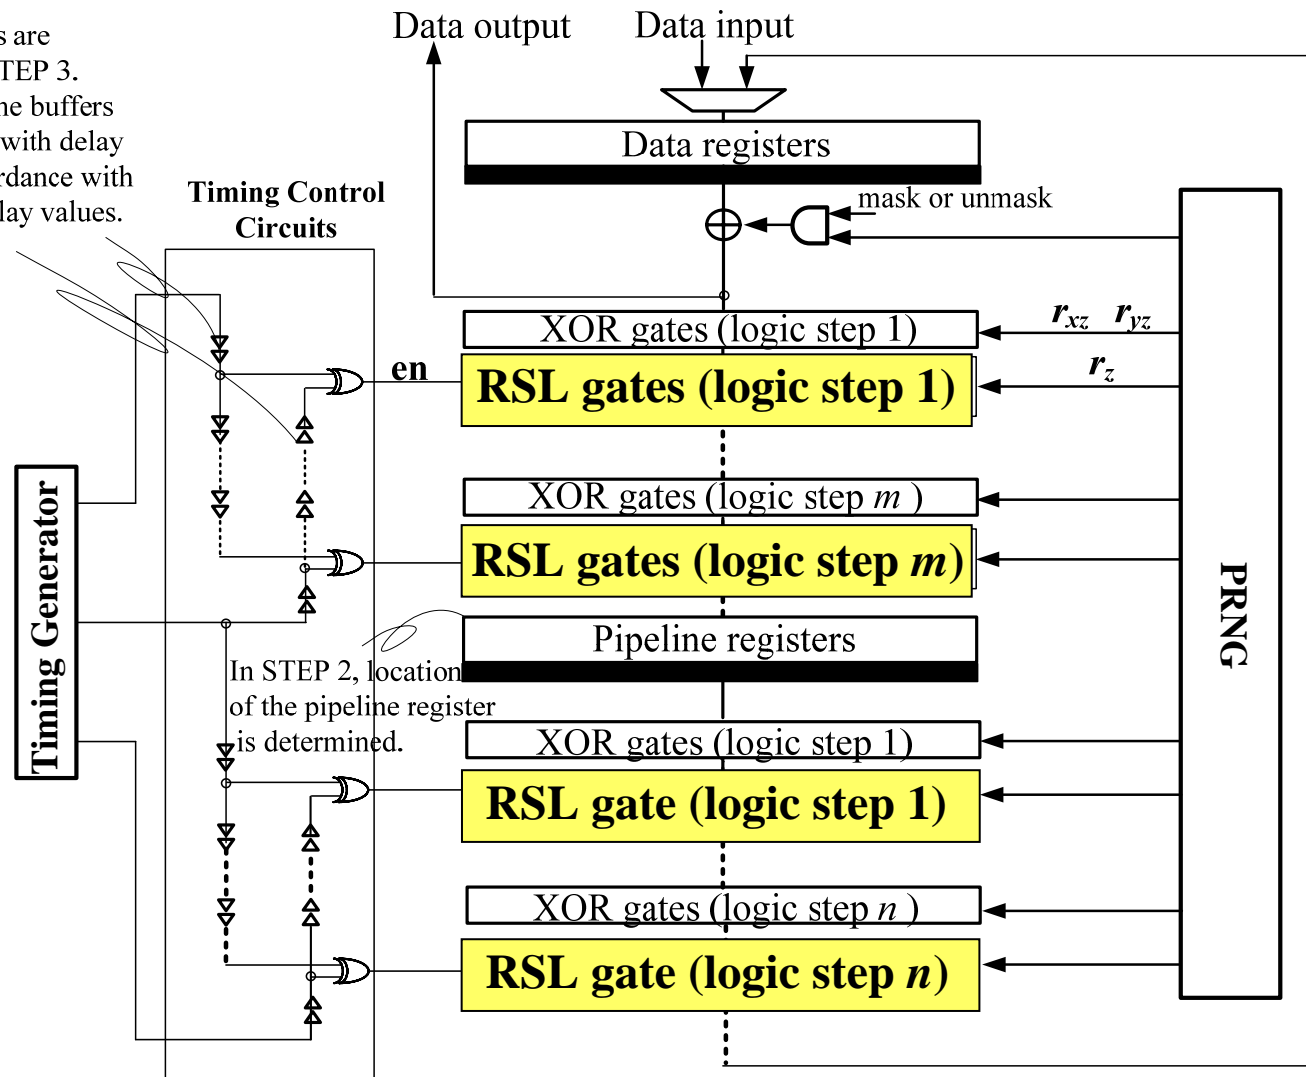 s are
TEP 3.
ne buffers
with delay
rdance with
lay values.
Data output
Data input
Data registers
mask or unmask
Timing Control
Circuits
XOR gates (logic step 1)
r_xz r_yz
en
RSL gates (logic step 1)
r_z
XOR gates (logic step m )
RSL gates (logic step m)
Timing Generator
PRNG
Pipeline registers
In STEP 2, location
of the pipeline register
is determined.
XOR gates (logic step 1)
RSL gate (logic step 1)
XOR gates (logic step n )
RSL gate (logic step n)